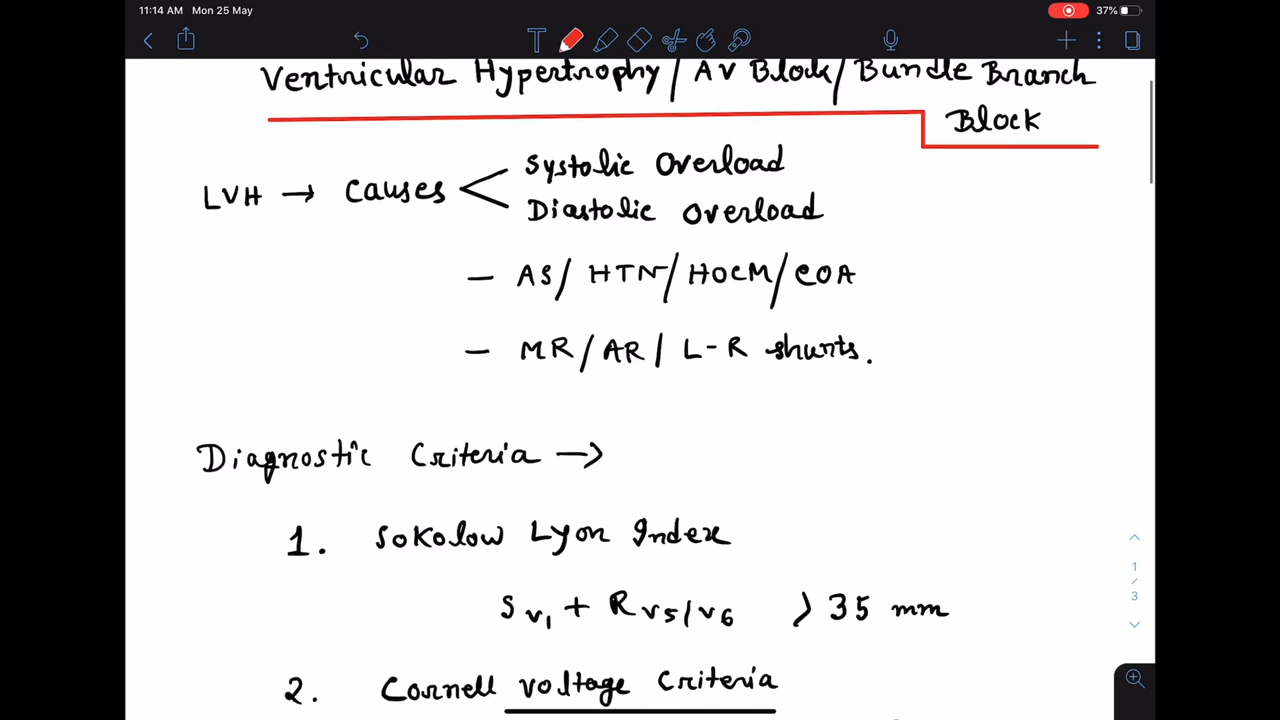 11:14 AM Mon 25 May 37%
Ventricular Hypertrophy / AV Block / Bundle Branch
Block
LVH → Causes
Systolic Overload
Diastolic Overload
— AS / HTN / HOCM / COA
— MR / AR / L-R shunts.
Diagnostic Criteria →
1. Sokolow Lyon Index
Sv1 + Rv5/v6 > 35 mm
2. Cornell voltage Criteria
1
/
3